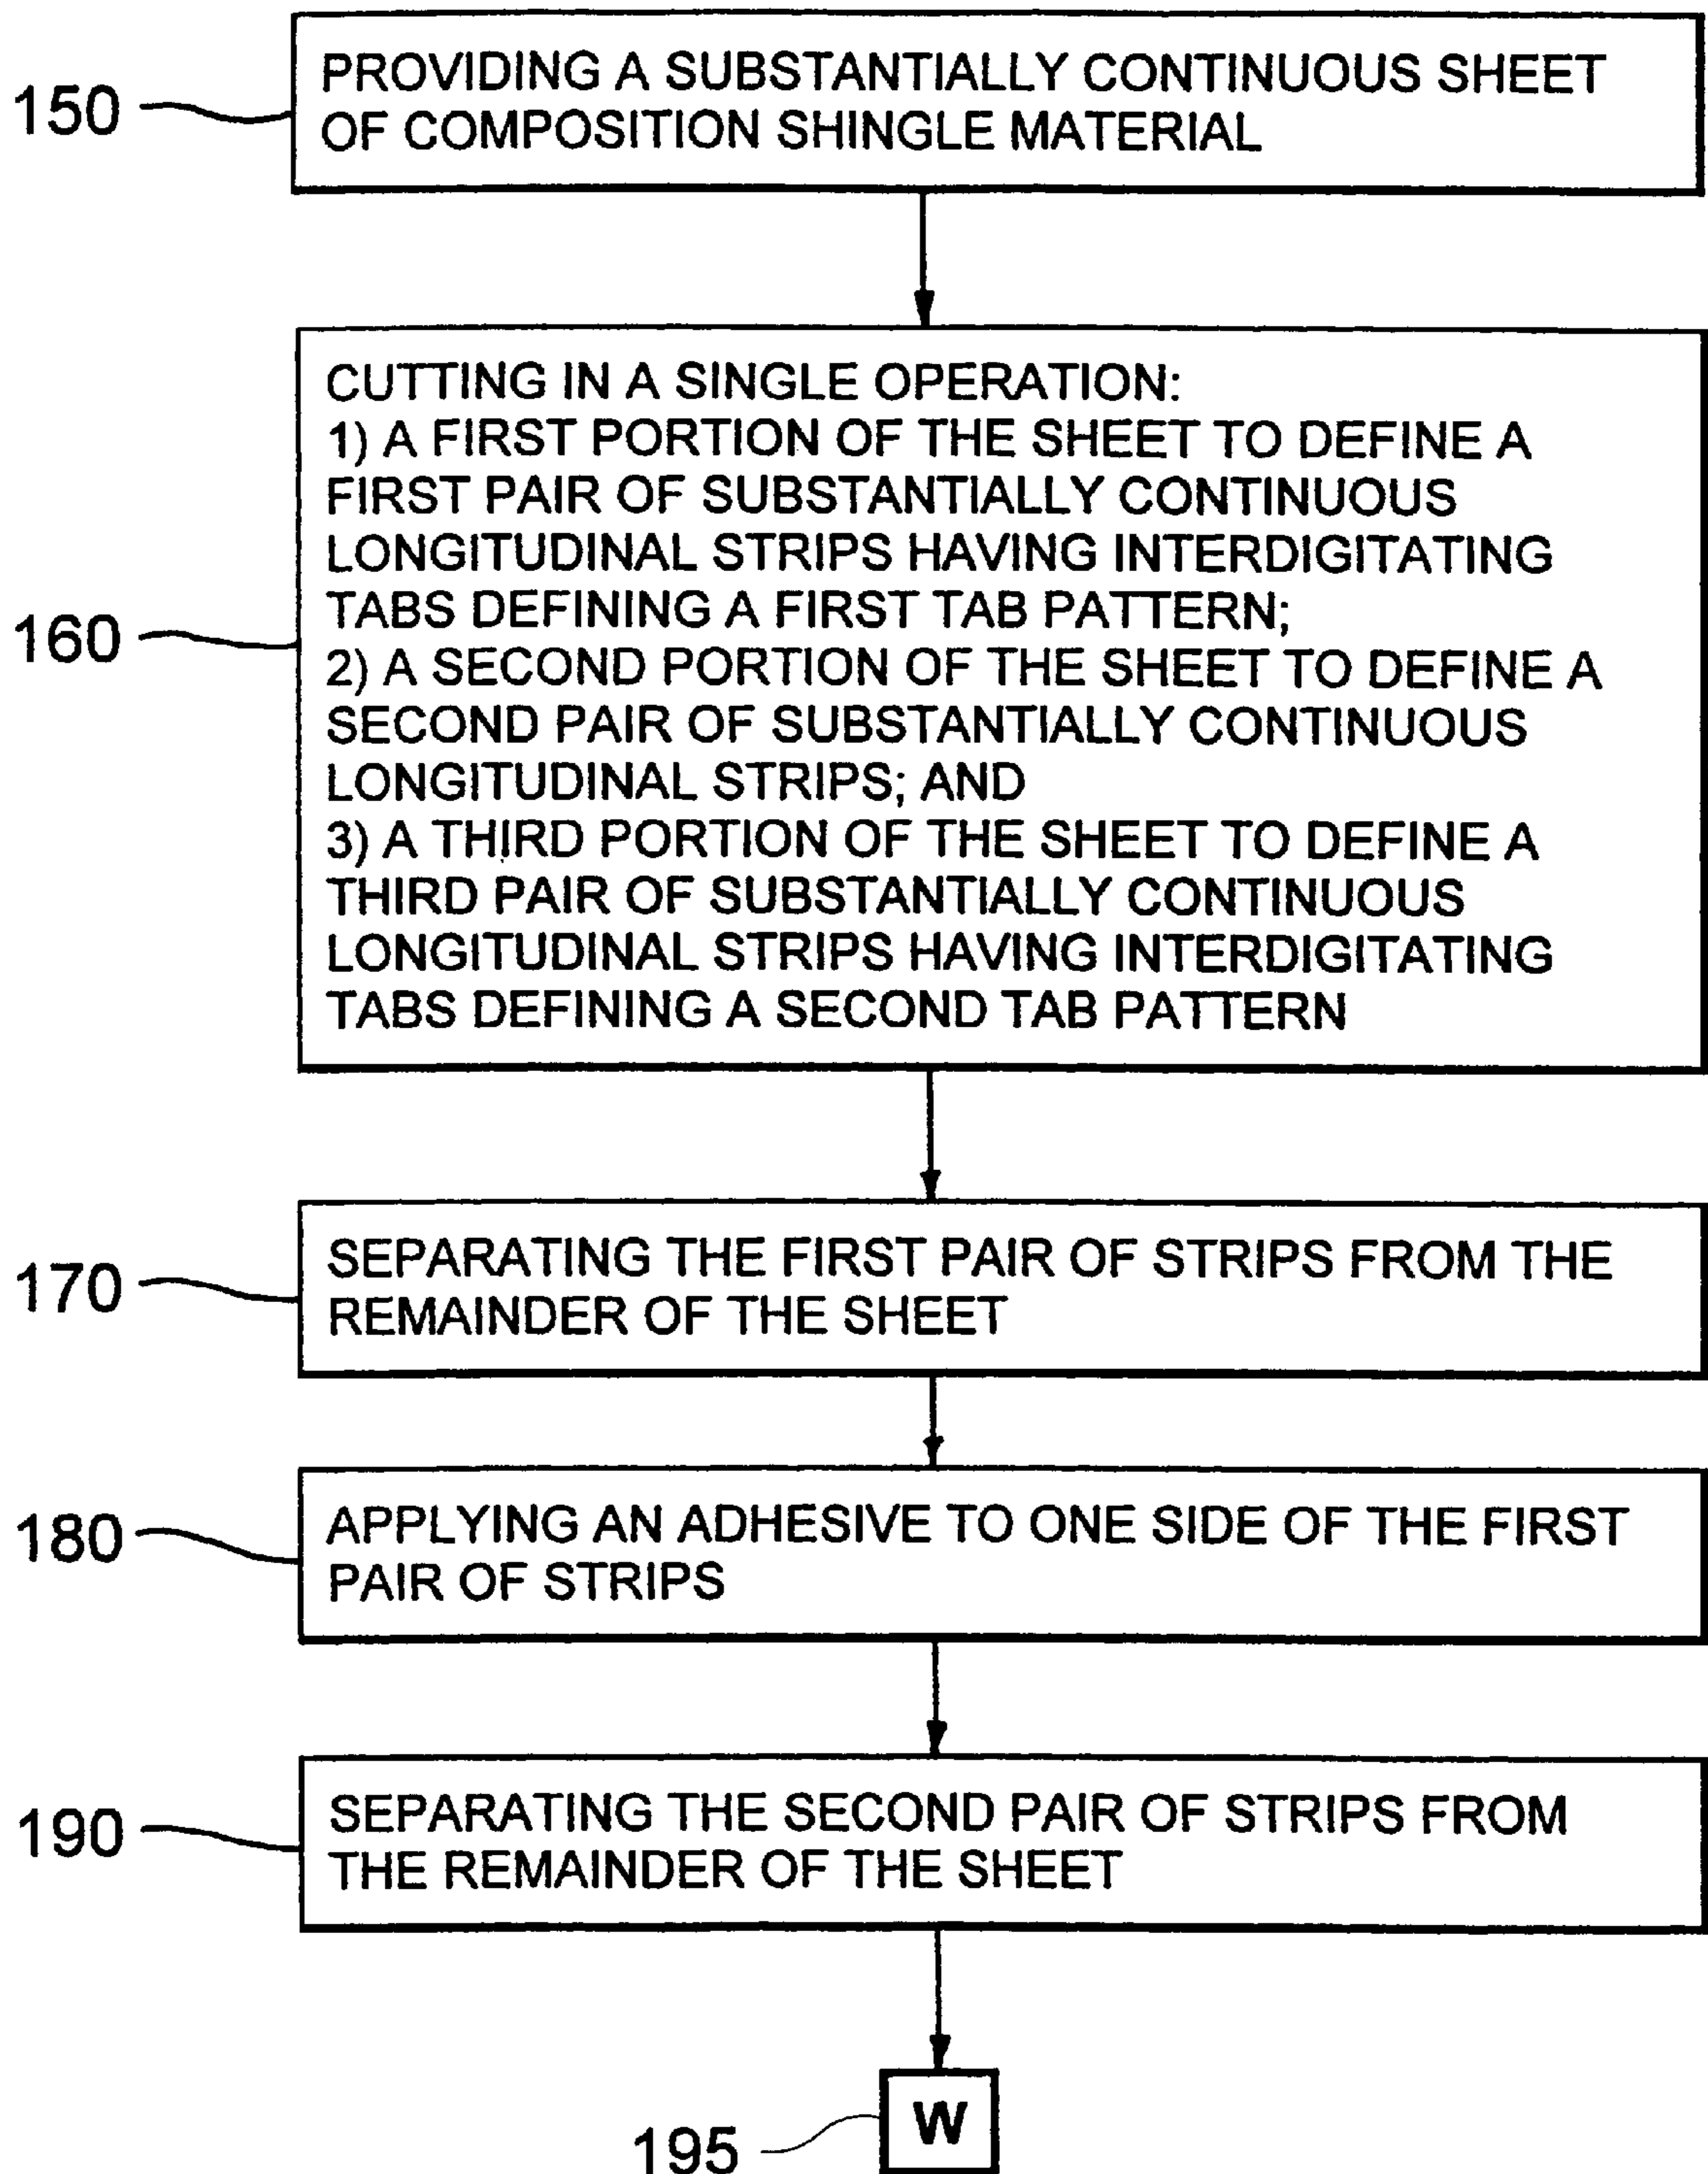 150
PROVIDING A SUBSTANTIALLY CONTINUOUS SHEET
OF COMPOSITION SHINGLE MATERIAL
160
CUTTING IN A SINGLE OPERATION:
1) A FIRST PORTION OF THE SHEET TO DEFINE A
FIRST PAIR OF SUBSTANTIALLY CONTINUOUS
LONGITUDINAL STRIPS HAVING INTERDIGITATING
TABS DEFINING A FIRST TAB PATTERN;
2) A SECOND PORTION OF THE SHEET TO DEFINE A
SECOND PAIR OF SUBSTANTIALLY CONTINUOUS
LONGITUDINAL STRIPS; AND
3) A THIRD PORTION OF THE SHEET TO DEFINE A
THIRD PAIR OF SUBSTANTIALLY CONTINUOUS
LONGITUDINAL STRIPS HAVING INTERDIGITATING
TABS DEFINING A SECOND TAB PATTERN
170
SEPARATING THE FIRST PAIR OF STRIPS FROM THE
REMAINDER OF THE SHEET
180
APPLYING AN ADHESIVE TO ONE SIDE OF THE FIRST
PAIR OF STRIPS
190
SEPARATING THE SECOND PAIR OF STRIPS FROM
THE REMAINDER OF THE SHEET
195
W